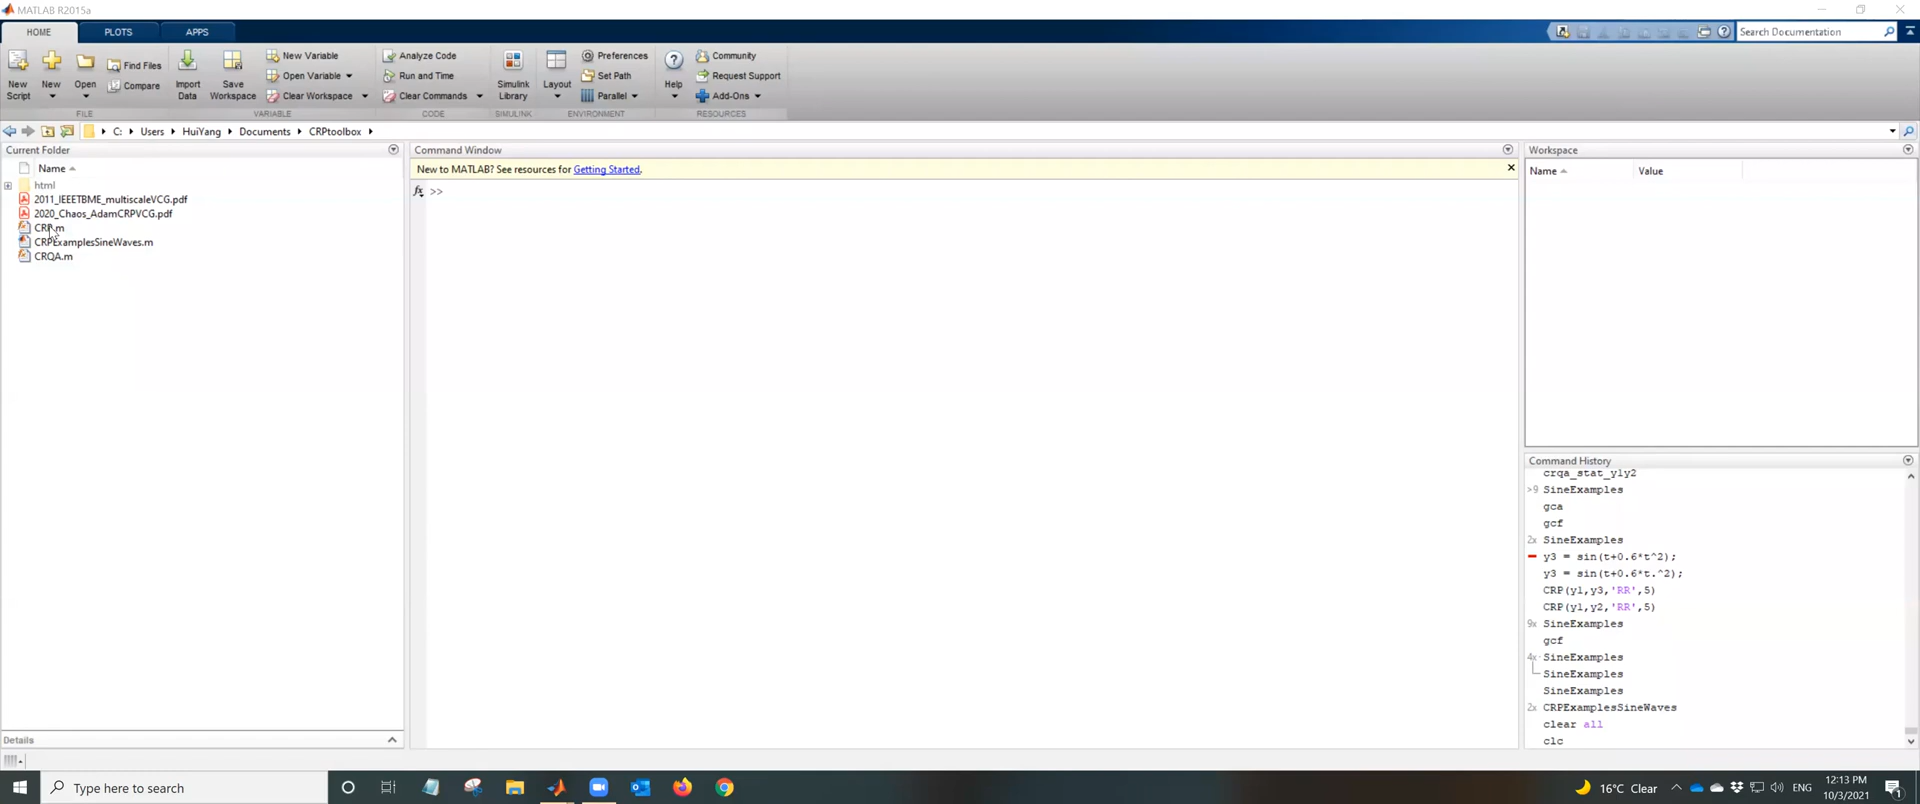 MATLAB R2015a
HOME PLOTS APPS
Search Documentation
New Script
New
Open
Find Files
Compare
Import Data
Save Workspace
New Variable
Open Variable
Clear Workspace
Analyze Code
Run and Time
Clear Commands
Simulink Library
Layout
Preferences
Set Path
Parallel
Help
Community
Request Support
Add-Ons
FILE VARIABLE CODE SIMULINK ENVIRONMENT RESOURCES
C: Users HuiYang Documents CRPtoolbox
Current Folder
Name
html
2011_IEEETBME_multiscaleVCG.pdf
2020_Chaos_AdamCRPVCG.pdf
CRP.m
CRPExamplesSineWaves.m
CRQA.m
Details
Command Window
New to MATLAB? See resources for Getting Started.
fx >>
Workspace
Name Value
Command History
crqa_stat_y1y2
>9 SineExamples
gca
gcf
2x SineExamples
y3 = sin(t+0.6*t^2);
y3 = sin(t+0.6*t.^2);
CRP(y1,y3,'RR',5)
CRP(y1,y2,'RR',5)
9x SineExamples
gcf
4x SineExamples
SineExamples
SineExamples
2x CRPExamplesSineWaves
clear all
clc
Type here to search
16°C Clear
ENG
12:13 PM
10/3/2021
1